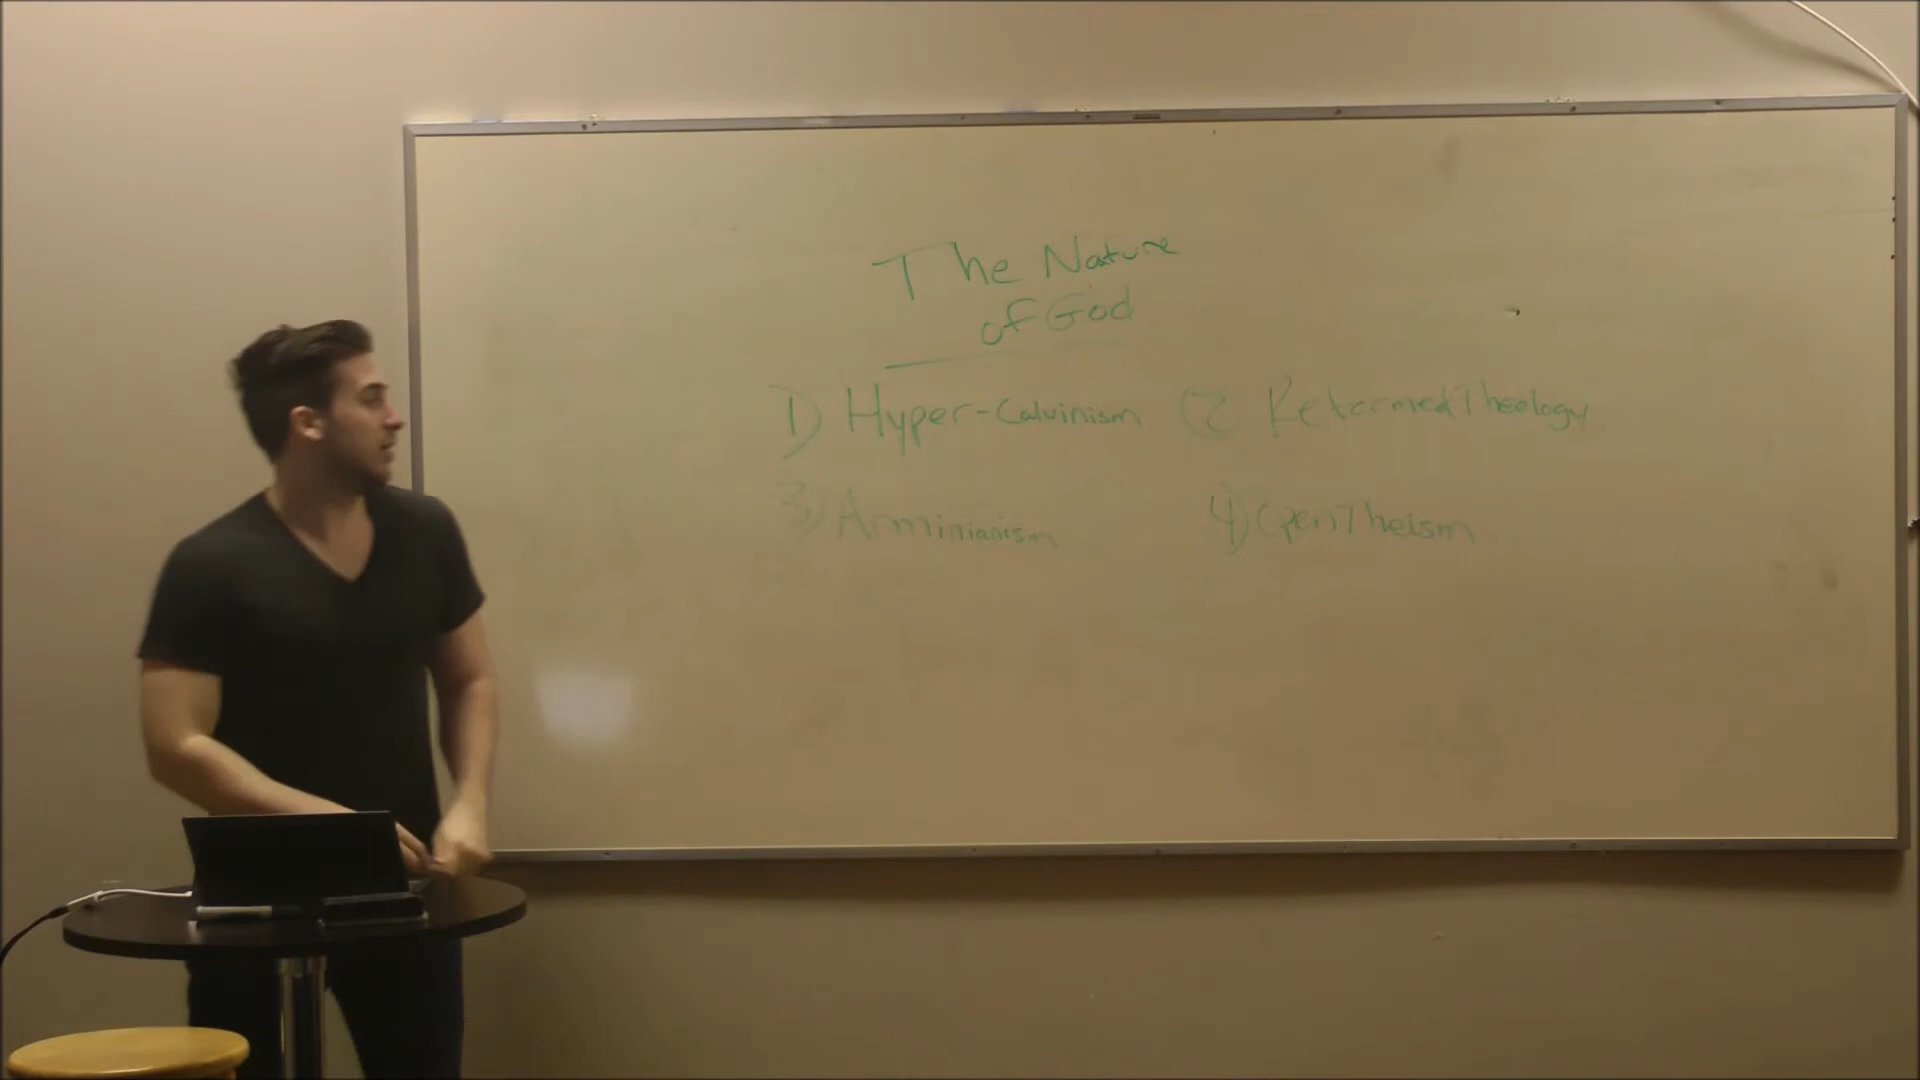 The Nature
of God
1) Hyper-Calvinism 2 Reformed Theology
3) Arminianism 4) Open Theism